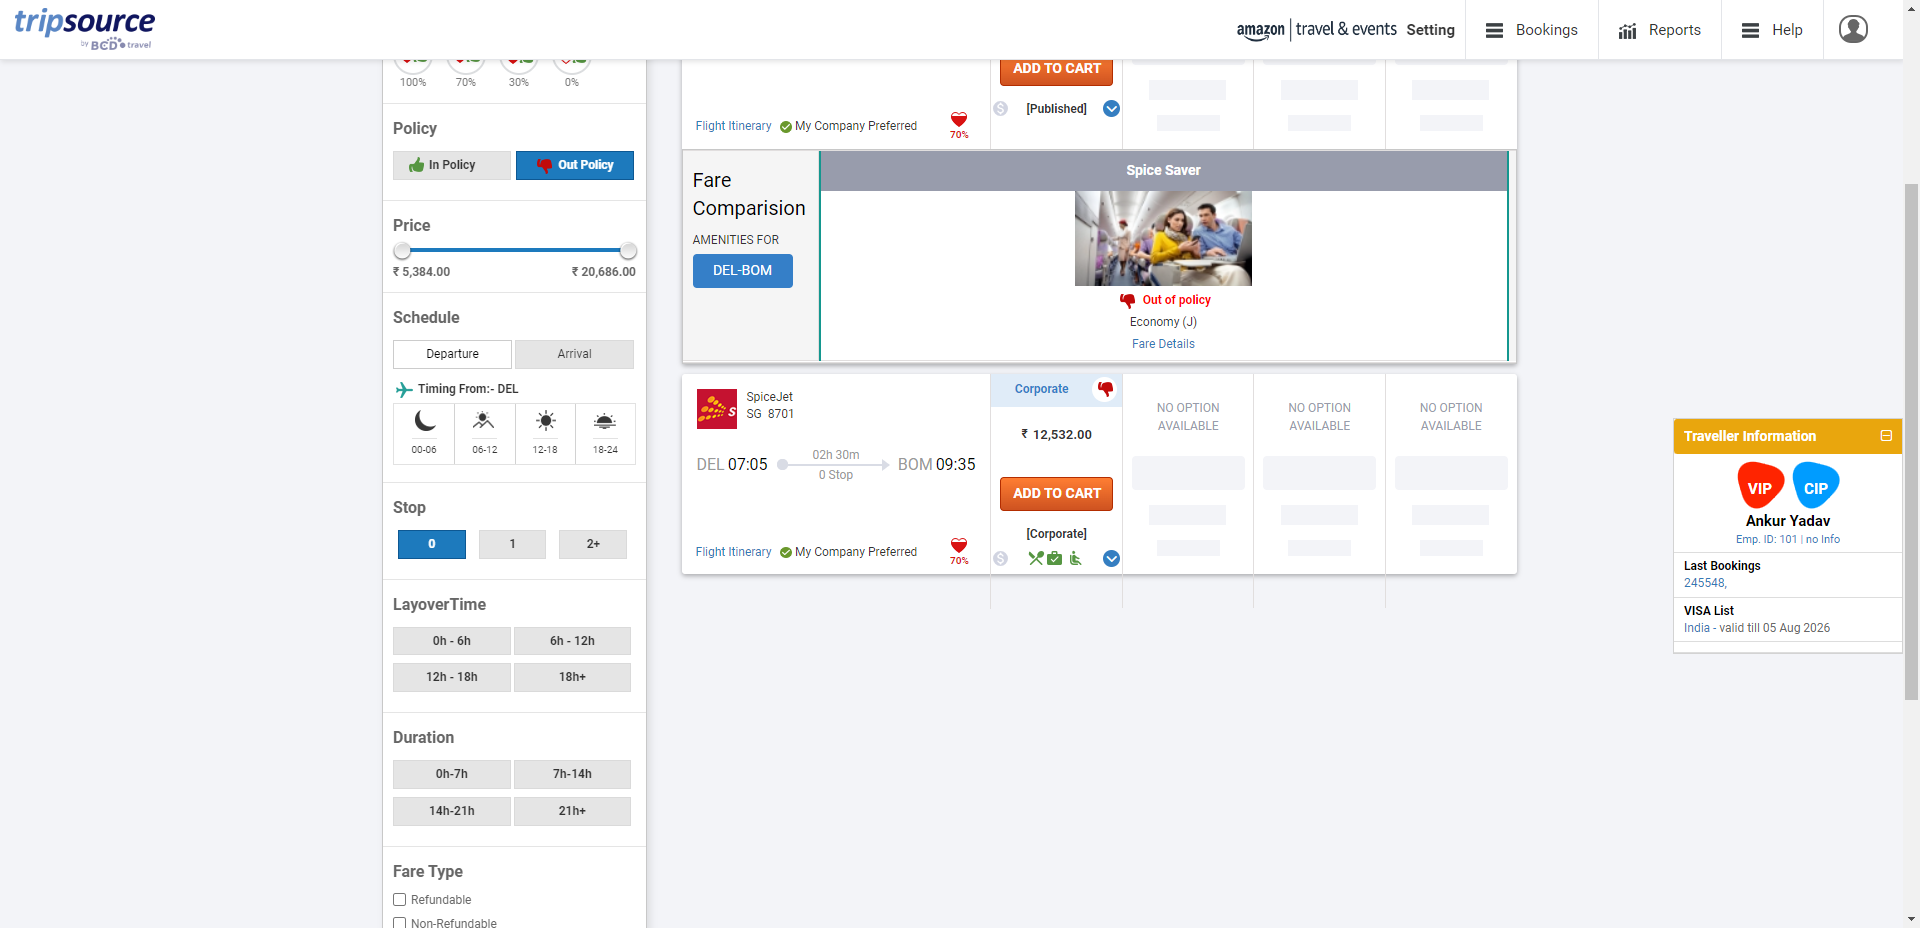 tripsource
by BCD travel
amazon | travel & events
Setting
Bookings
Reports
Help
100%
70%
30%
0%
Policy
In Policy
Out Policy
Price
₹ 5,384.00
₹ 20,686.00
Schedule
Departure
Arrival
Timing From:- DEL
00-06
06-12
12-18
18-24
Stop
0
1
2+
LayoverTime
0h - 6h
6h - 12h
12h - 18h
18h+
Duration
0h-7h
7h-14h
14h-21h
21h+
Fare Type
Refundable
Non-Refundable
ADD TO CART
[Published]
Flight Itinerary
My Company Preferred
70%
Fare
Comparision
AMENITIES FOR
DEL-BOM
Spice Saver
Out of policy
Economy (J)
Fare Details
SpiceJet
SG 8701
DEL 07:05
02h 30m
0 Stop
BOM 09:35
Flight Itinerary
My Company Preferred
70%
Corporate
₹ 12,532.00
ADD TO CART
[Corporate]
NO OPTION
AVAILABLE
NO OPTION
AVAILABLE
NO OPTION
AVAILABLE
Traveller Information
VIP
CIP
Ankur Yadav
Emp. ID: 101 | no Info
Last Bookings
245548,
VISA List
India - valid till 05 Aug 2026